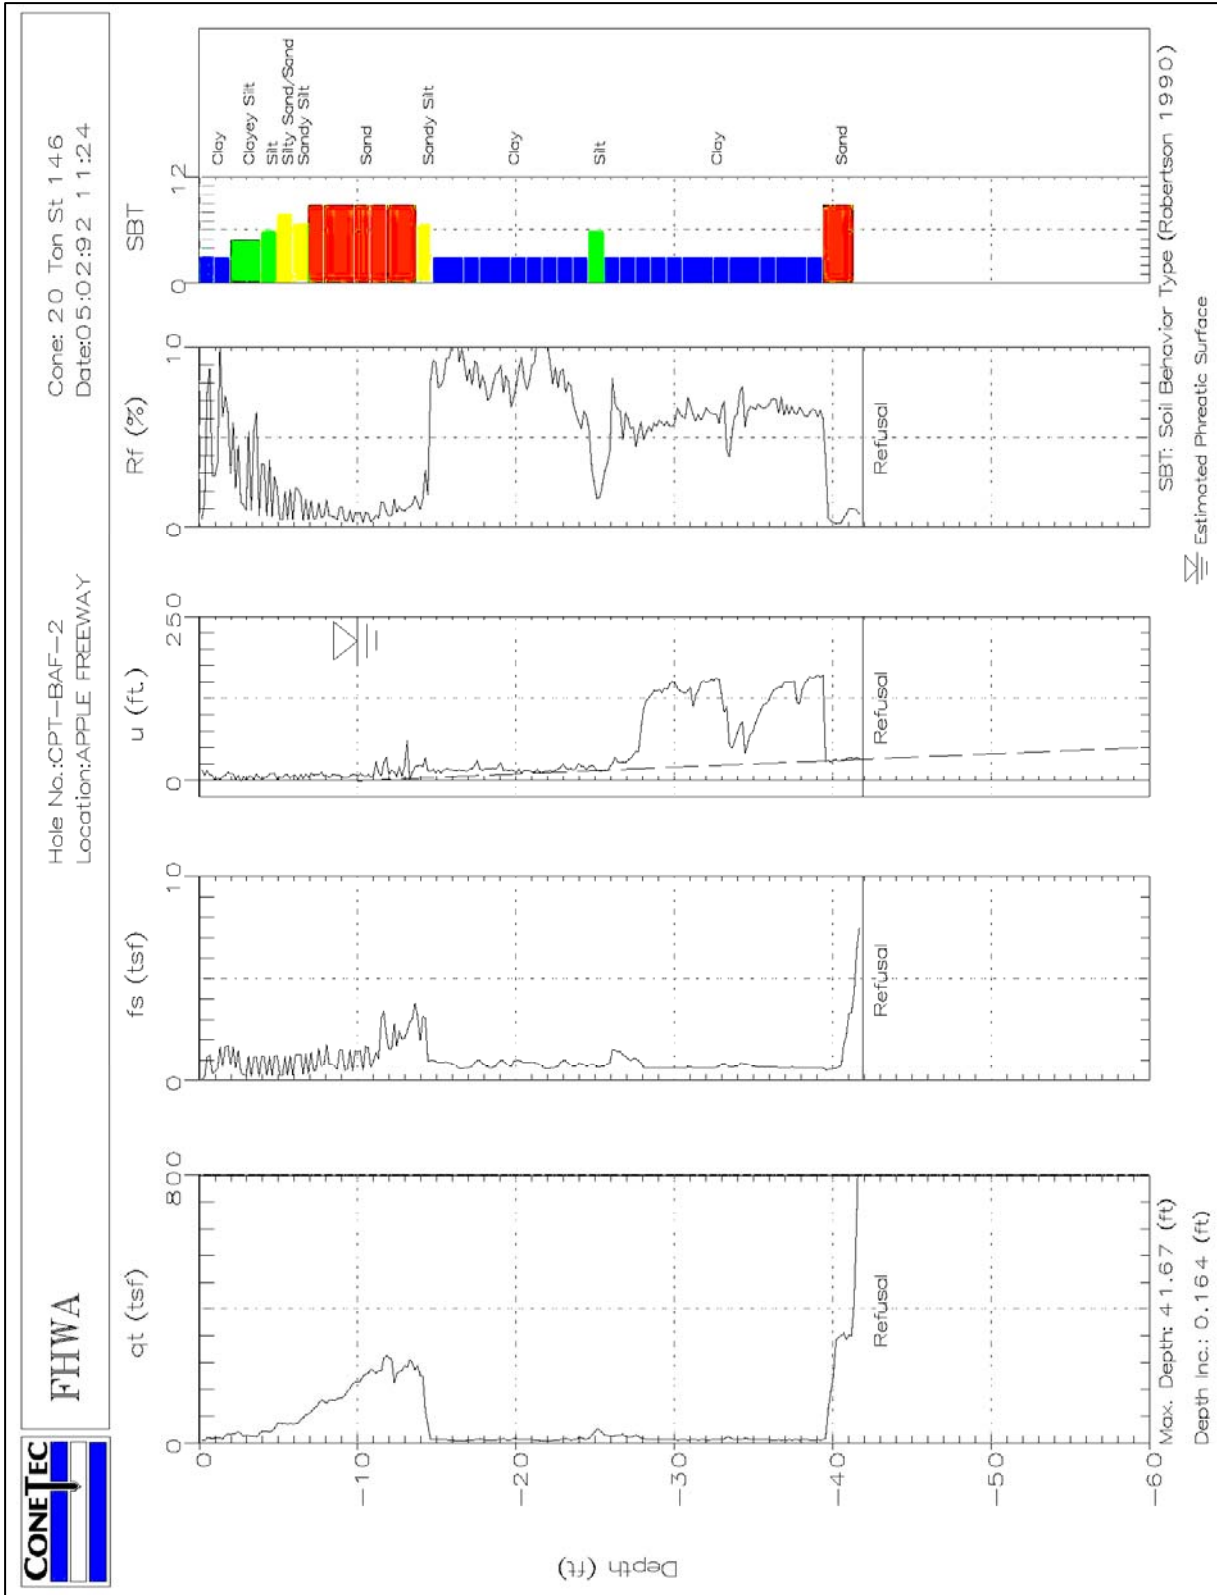 CONETEC
FHWA
Hole No.:CPT-BAF-2
Location:APPLE FREEWAY
Cone: 20 Ton St 146
Date:05:02:92 11:24
qt (tsf)
fs (tsf)
u (ft.)
Rf (%)
SBT
0
800
0
10
0
250
0
10
0
12
0
-10
-20
-30
-40
-50
-60
Depth (ft)
Refusal
Refusal
Refusal
Refusal
Clay
Clayey Silt
Silt
Silty Sand/Sand
Sandy Silt
Sand
Sandy Silt
Clay
Silt
Clay
Sand
Max. Depth: 41.67 (ft)
Depth Inc.: 0.164 (ft)
SBT: Soil Behavior Type (Robertson 1990)
Estimated Phreatic Surface